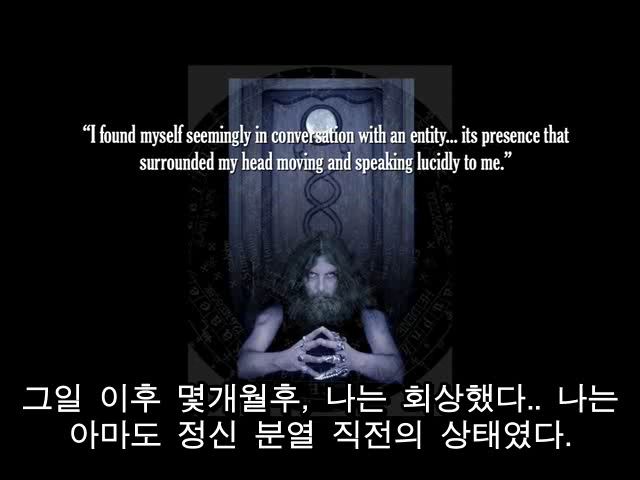 “I found myself seemingly in conversation with an entity... its presence that
surrounded my head moving and speaking lucidly to me.”
그일 이후 몇개월후, 나는 회상했다.. 나는
아마도 정신 분열 직전의 상태였다.